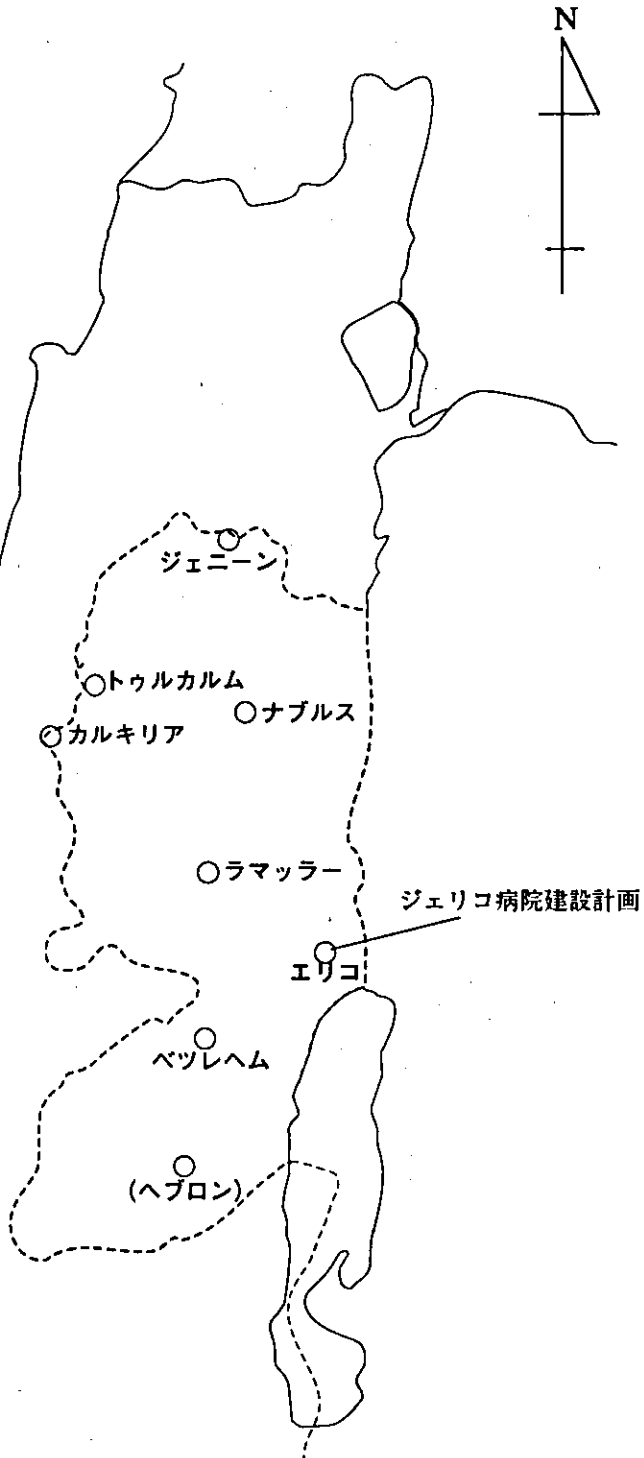 N
ジェニーン
トゥルカルム
ナブルス
カルキリア
ラマッラー
ジェリコ病院建設計画
エリコ
ベツレヘム
(ヘブロン)